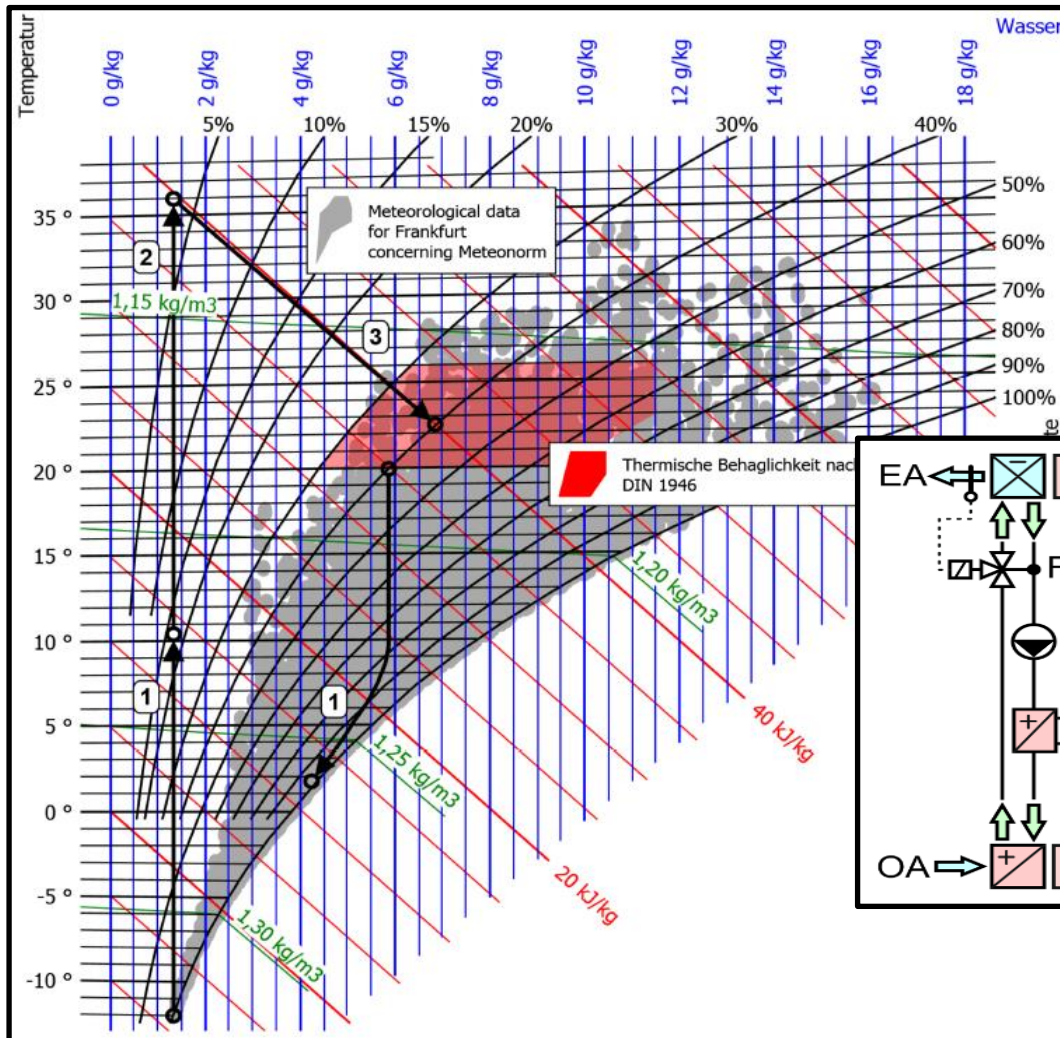 Temperatur
Wasser
0 g/kg
2 g/kg
4 g/kg
6 g/kg
8 g/kg
10 g/kg
12 g/kg
14 g/kg
16 g/kg
18 g/kg
5%
10%
15%
20%
30%
40%
50%
60%
70%
80%
90%
100%
35 °
30 °
25 °
20 °
15 °
10 °
5 °
0 °
-5 °
-10 °
Meteorological data
for Frankfurt
concerning Meteonorm
2
1,15 kg/m3
3
Thermische Behaglichkeit nac
DIN 1946
te
1,20 kg/m3
1
1
1,25 kg/m3
40 kJ/kg
20 kJ/kg
1,30 kg/m3
EA
F
OA